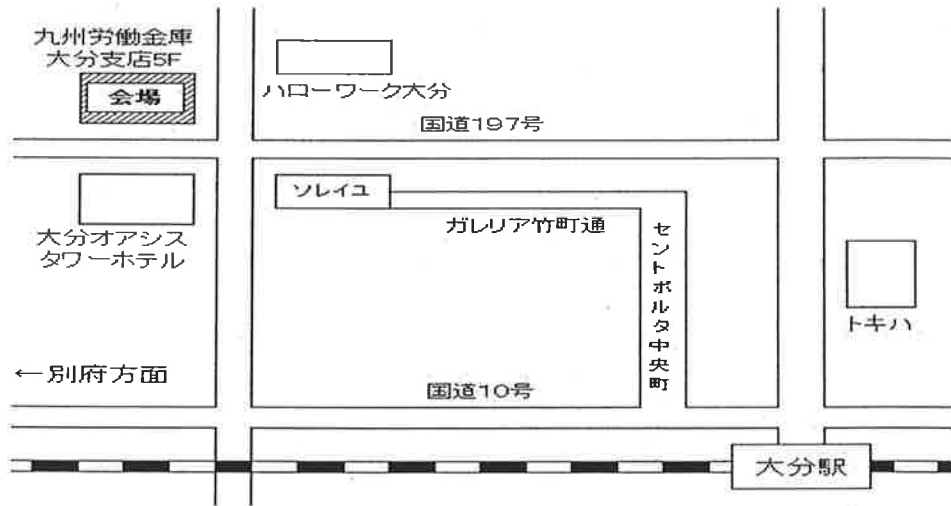 九州労働金庫
大分支店5F
会場
ハローワーク大分
国道197号
ソレイユ
ガレリア竹町通
大分オアシス
タワーホテル
セントポルタ中央町
トキハ
←別府方面
国道10号
大分駅